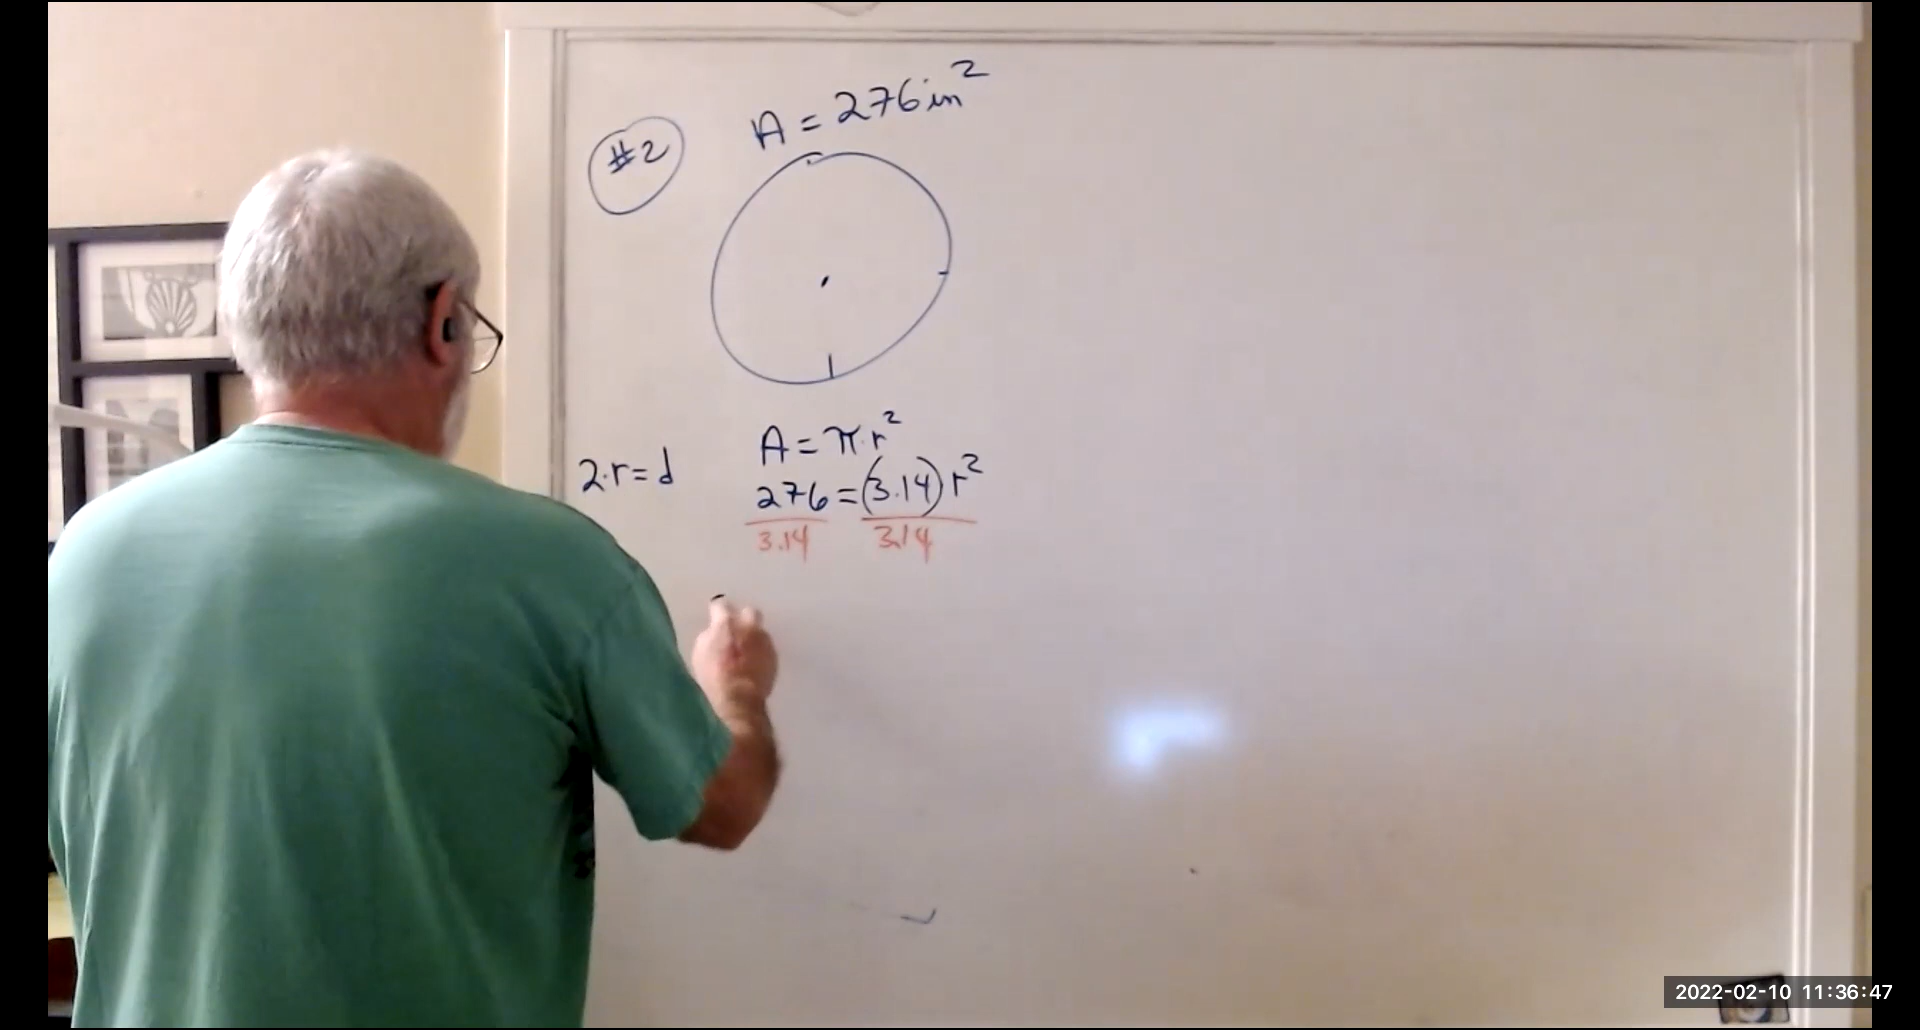 #2
A = 276 in²
A = π·r²
2·r = d
276 = (3.14) r²
3.14 3.14
2022-02-10 11:36:47